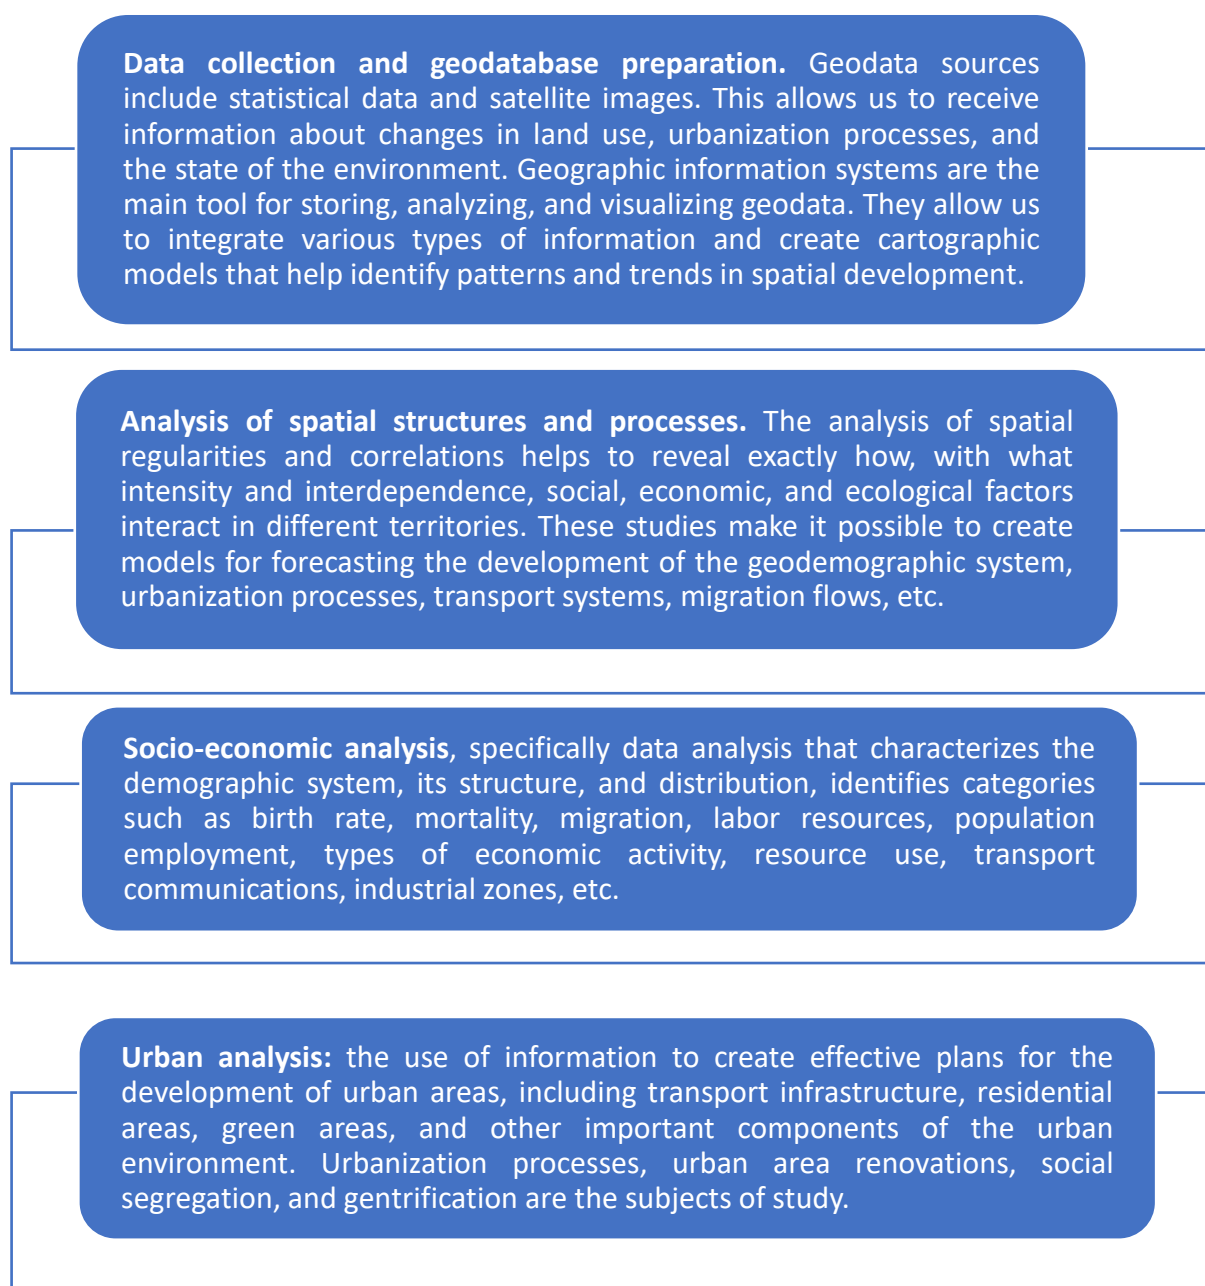 Data collection and geodatabase preparation. Geodata sources
include statistical data and satellite images. This allows us to receive
information about changes in land use, urbanization processes, and
the state of the environment. Geographic information systems are the
main tool for storing, analyzing, and visualizing geodata. They allow us
to integrate various types of information and create cartographic
models that help identify patterns and trends in spatial development.
Analysis of spatial structures and processes. The analysis of spatial
regularities and correlations helps to reveal exactly how, with what
intensity and interdependence, social, economic, and ecological factors
interact in different territories. These studies make it possible to create
models for forecasting the development of the geodemographic system,
urbanization processes, transport systems, migration flows, etc.
Socio-economic analysis, specifically data analysis that characterizes the
demographic system, its structure, and distribution, identifies categories
such as birth rate, mortality, migration, labor resources, population
employment, types of economic activity, resource use, transport
communications, industrial zones, etc.
Urban analysis: the use of information to create effective plans for the
development of urban areas, including transport infrastructure, residential
areas, green areas, and other important components of the urban
environment. Urbanization processes, urban area renovations, social
segregation, and gentrification are the subjects of study.